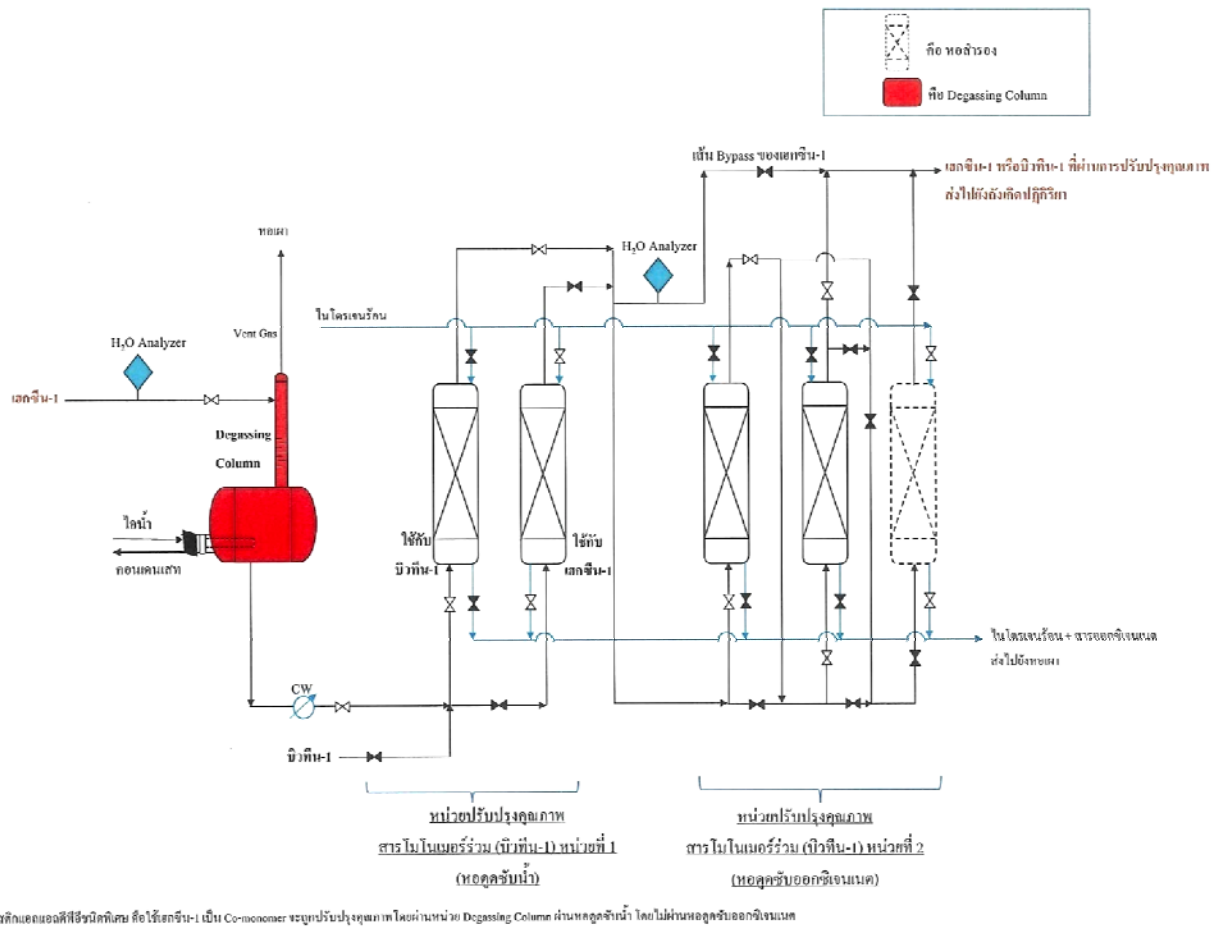 คือ หอสำรอง
คือ Degassing Column
เส้น Bypass ของเฮกซีน-1
เฮกซีน-1 หรือบิวทีน-1 ที่ผ่านการปรับปรุงคุณภาพ
ส่งไปยังถังเกิดปฏิกิริยา
หอเผา
H₂O Analyzer
Vent Gas
ไนโตรเจนร้อน
H₂O Analyzer
เฮกซีน-1
Degassing
Column
ไอน้ำ
คอนเดนเสท
ใช้กับ
บิวทีน-1
ใช้กับ
เฮกซีน-1
ไนโตรเจนร้อน + สารออกซิเจนเนต
ส่งไปยังหอเผา
CW
บิวทีน-1
หน่วยปรับปรุงคุณภาพ
สารโมโนเมอร์ร่วม (บิวทีน-1) หน่วยที่ 1
(หอดูดซับน้ำ)
หน่วยปรับปรุงคุณภาพ
สารโมโนเมอร์ร่วม (บิวทีน-1) หน่วยที่ 2
(หอดูดซับออกซิเจนเนต)
คือใช้เฮกซีน-1 เป็น Co-monomer จะถูกปรับปรุงคุณภาพโดยผ่านหน่วย Degassing Column ผ่านหอดูดซับน้ำ โดยไม่ผ่านหอดูดซับออกซิเจนเนต